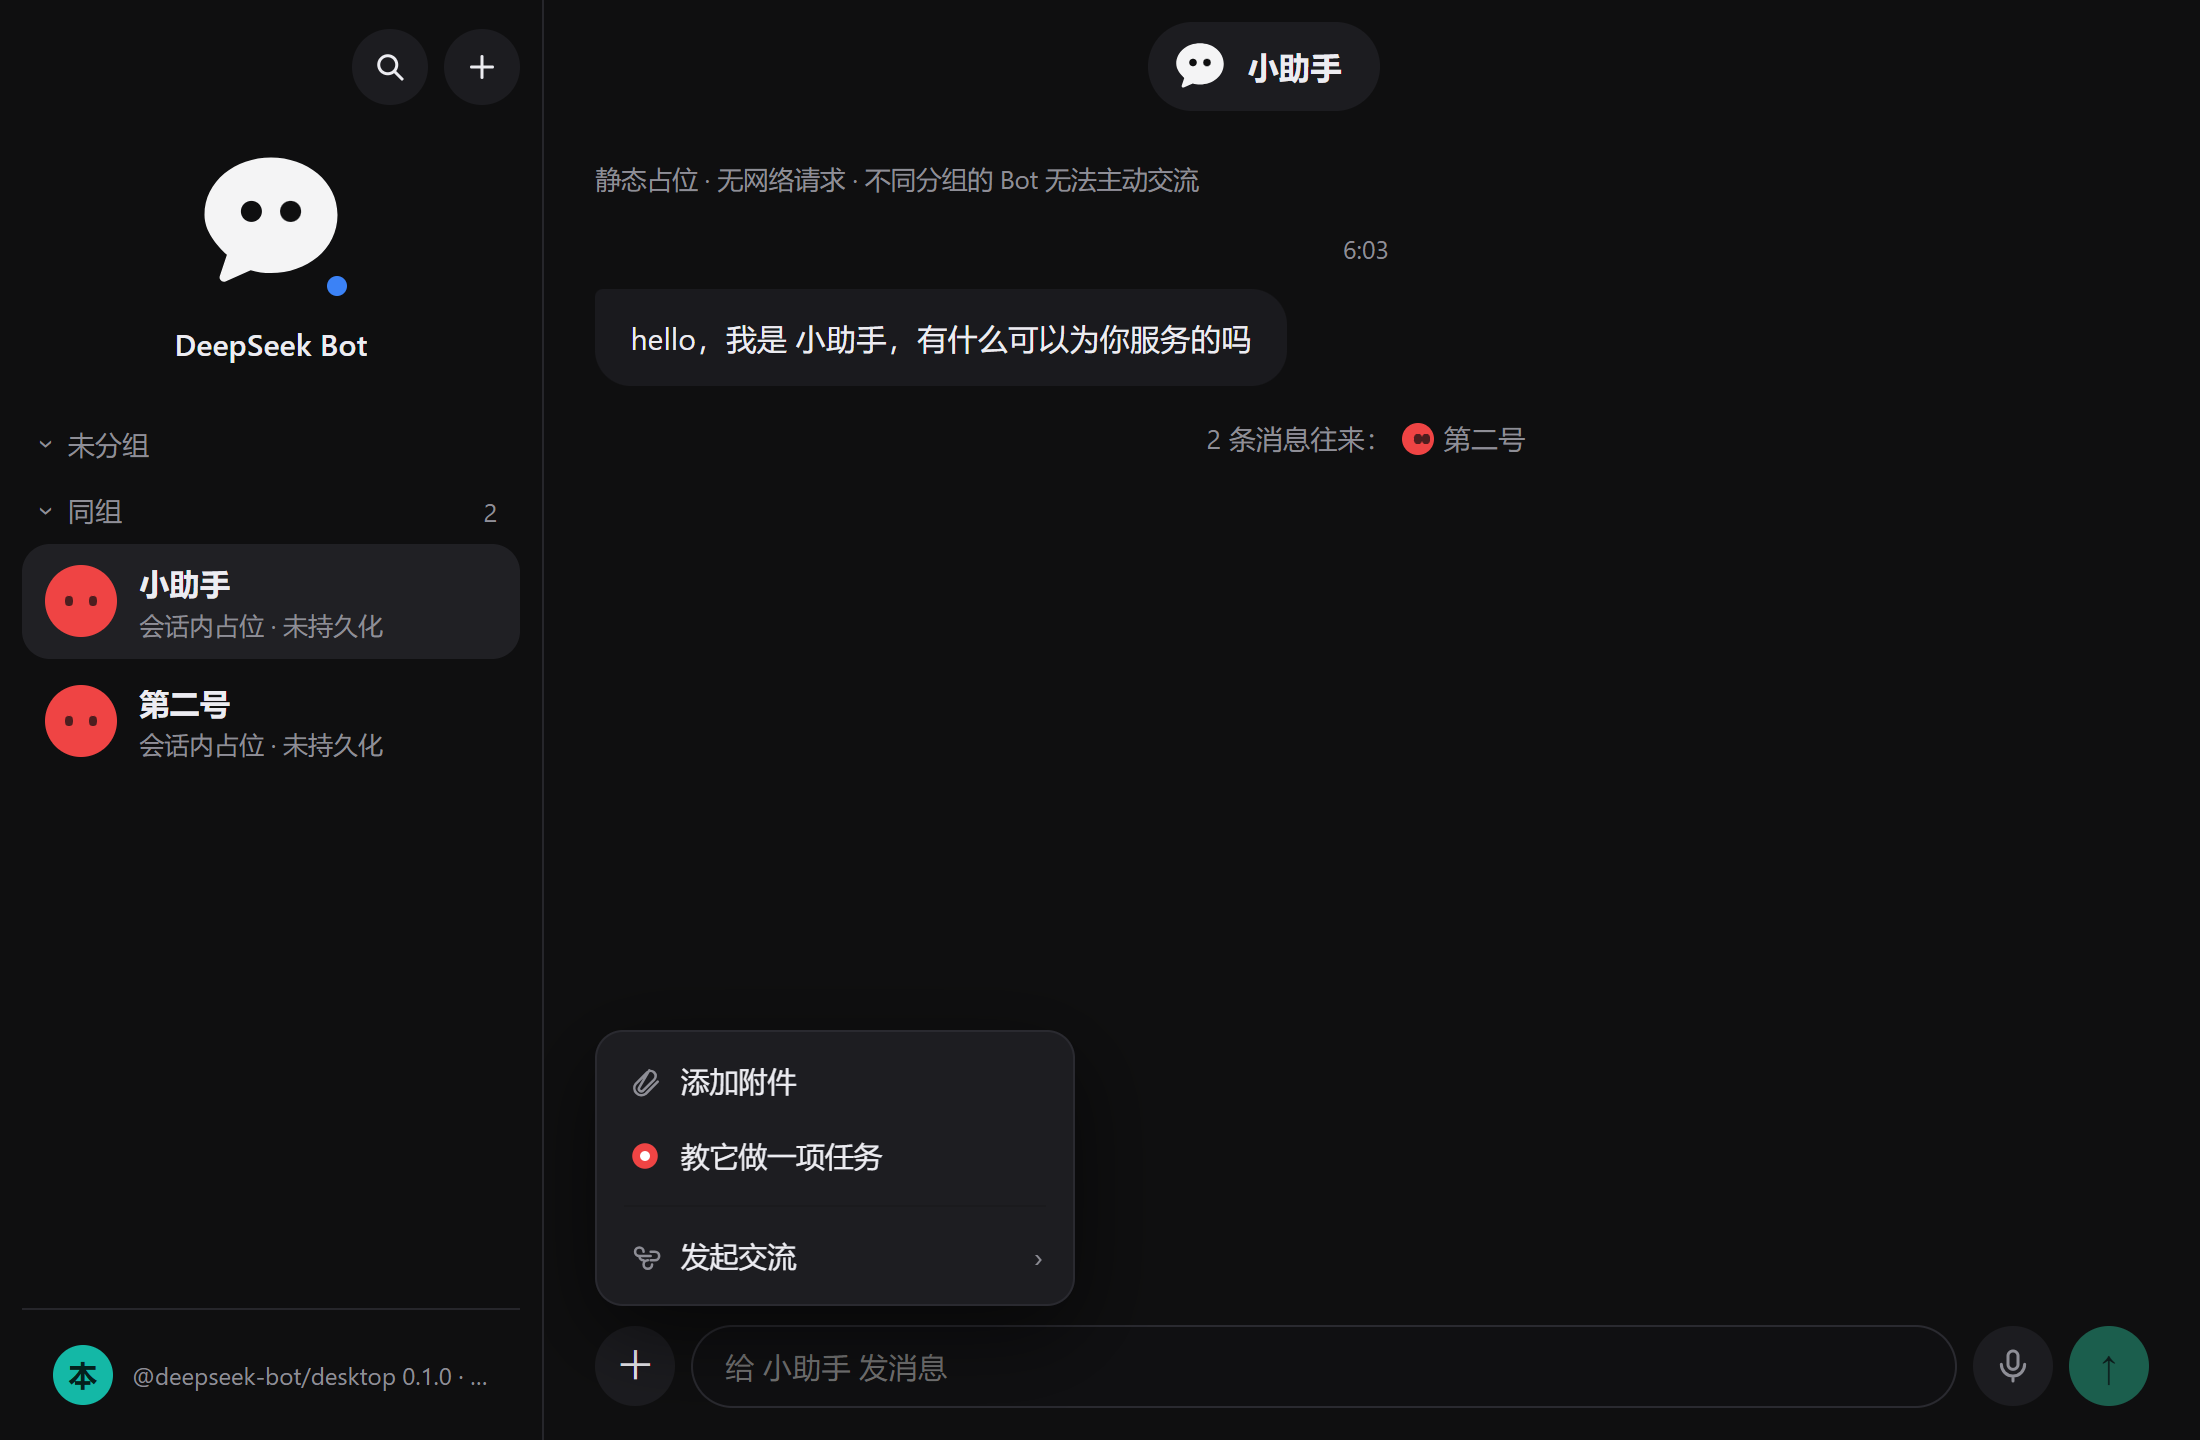 DeepSeek Bot
未分组
同组 2
小助手
会话内占位 · 未持久化
第二号
会话内占位 · 未持久化
本 @deepseek-bot/desktop 0.1.0 · ...
小助手
静态占位 · 无网络请求 · 不同分组的 Bot 无法主动交流
6:03
hello，我是 小助手，有什么可以为你服务的吗
2 条消息往来： 第二号
添加附件
教它做一项任务
发起交流
给 小助手 发消息